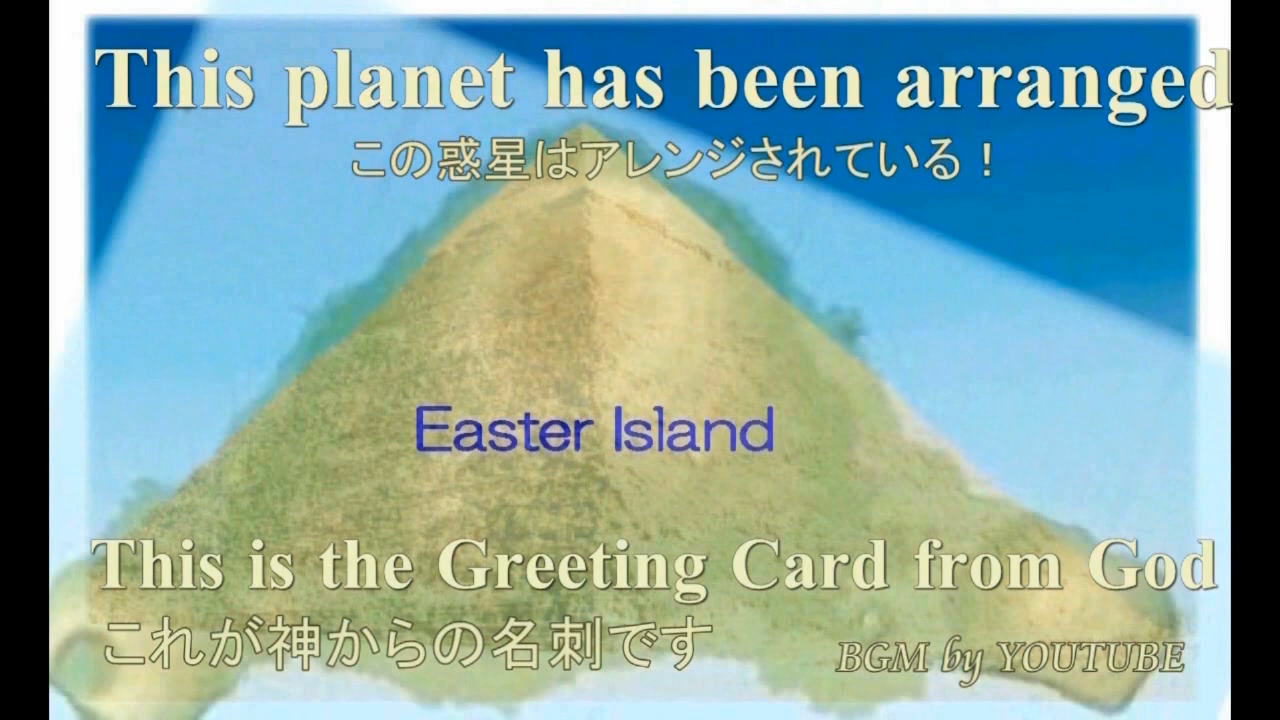 This planet has been arranged
この惑星はアレンジされている！
Easter Island
This is the Greeting Card from God
これが神からの名刺です
BGM by YOUTUBE